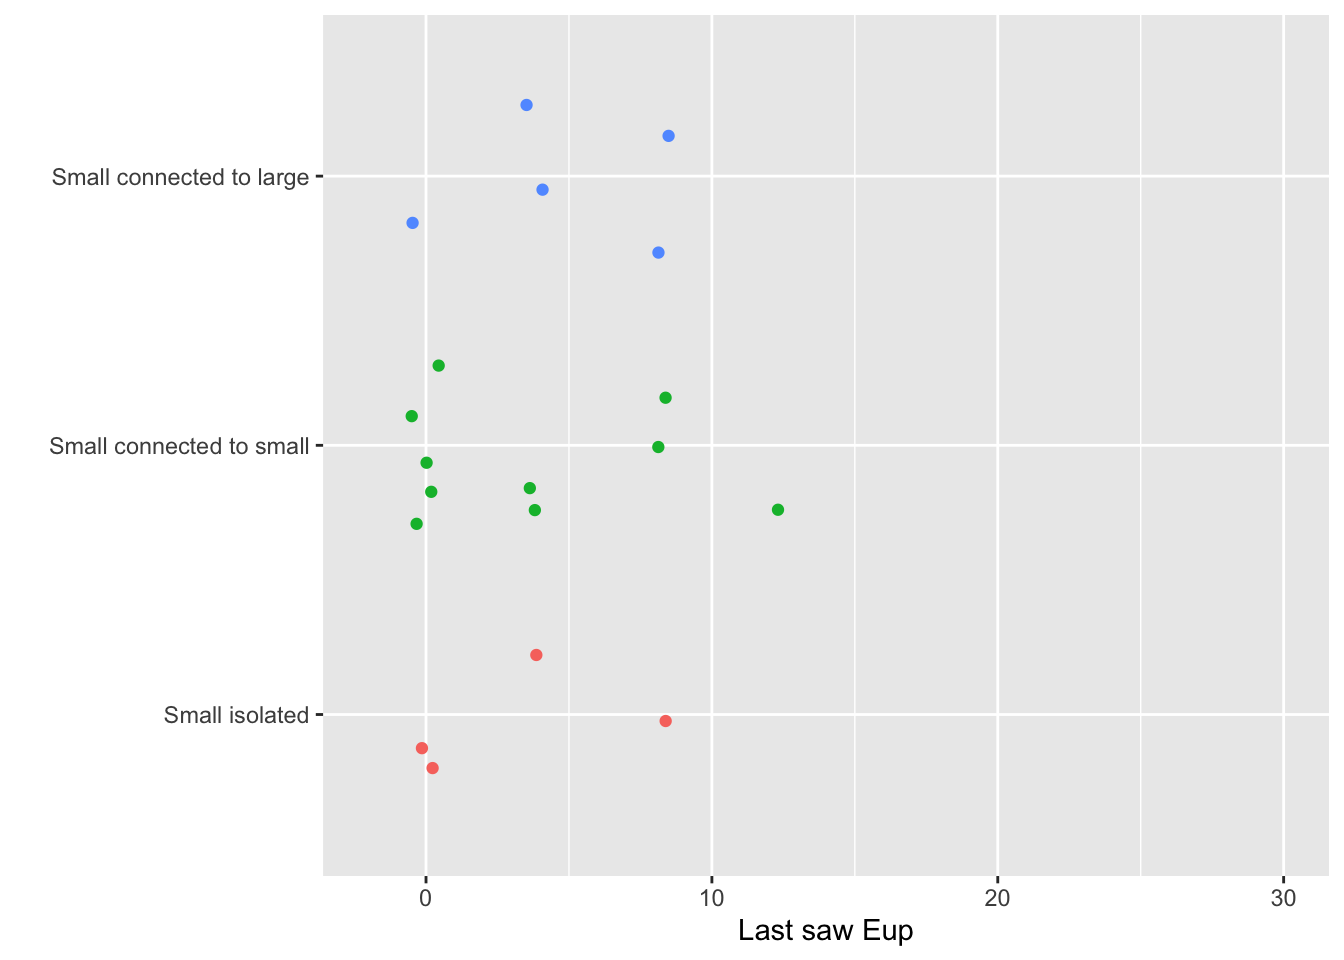 Small connected to large
Small connected to small
Small isolated
0 10 20 30
Last saw Eup